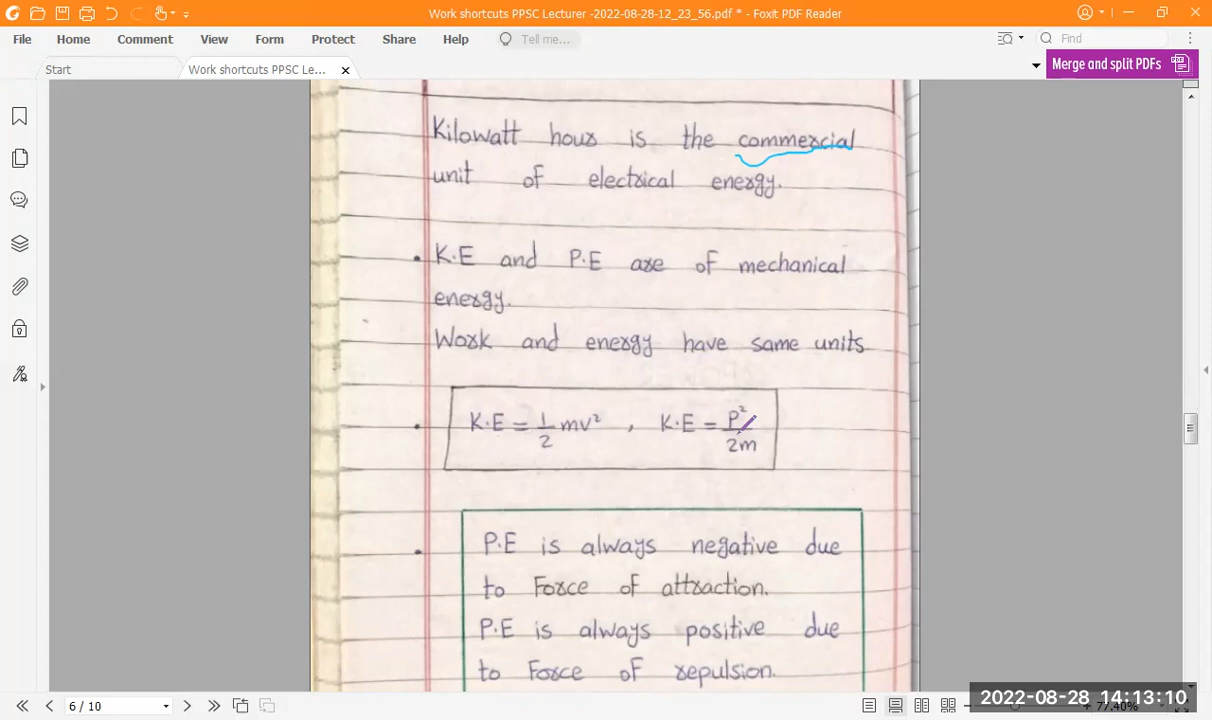 Work shortcuts PPSC Lecturer -2022-08-28-12_23_56.pdf * - Foxit PDF Reader
File Home Comment View Form Protect Share Help Tell me... Find
Start Work shortcuts PPSC Le... Merge and split PDFs
Kilowatt hour is the commercial
unit of electrical energy.
• K.E and P.E are of mechanical
energy.
Work and energy have same units
• K.E = 1/2 mv² , K.E = P²/2m
• P.E is always negative due
to Force of attraction.
P.E is always positive due
to Force of repulsion.
6 / 10
77.40%
2022-08-28 14:13:10